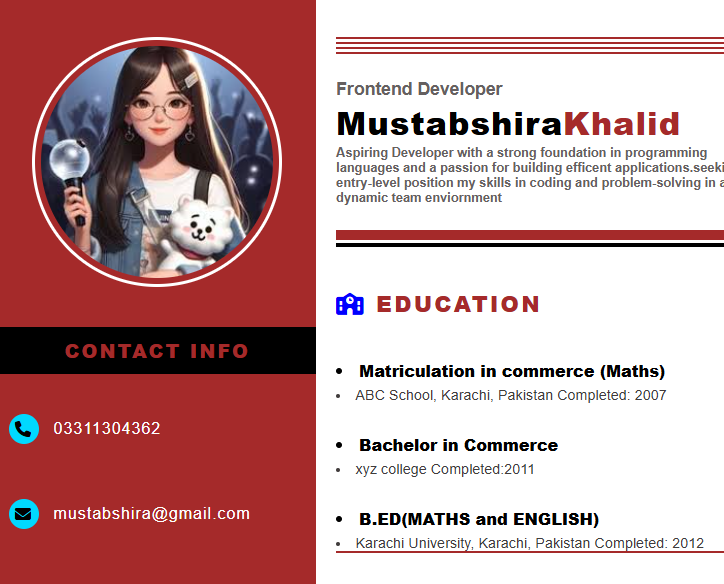 CONTACT INFO
03311304362
mustabshira@gmail.com
Frontend Developer
MustabshiraKhalid
Aspiring Developer with a strong foundation in programming
languages and a passion for building efficent applications.seeki
entry-level position my skills in coding and problem-solving in a
dynamic team enviornment
EDUCATION
Matriculation in commerce (Maths)
ABC School, Karachi, Pakistan Completed: 2007
Bachelor in Commerce
xyz college Completed:2011
B.ED(MATHS and ENGLISH)
Karachi University, Karachi, Pakistan Completed: 2012